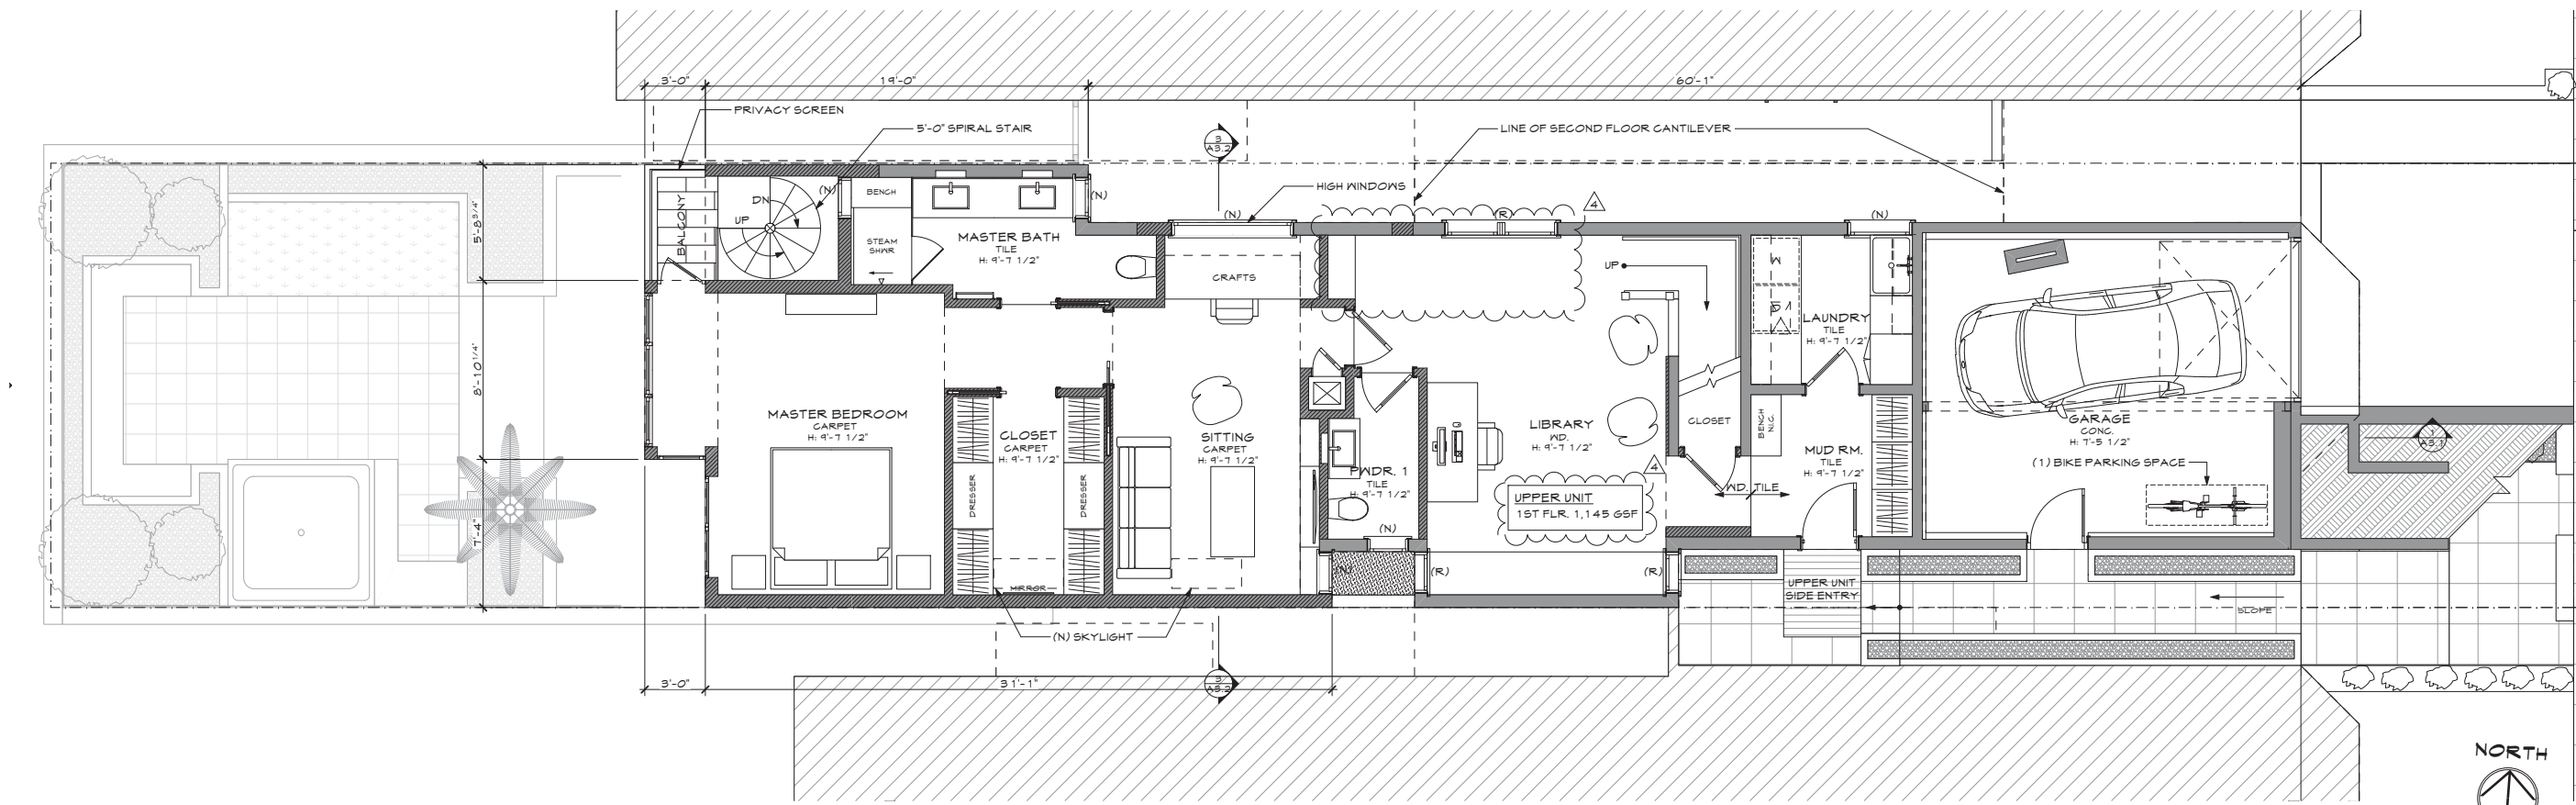 3'-0"
19'-0"
60'-1"
PRIVACY SCREEN
5'-0" SPIRAL STAIR
LINE OF SECOND FLOOR CANTILEVER
3
A3.2
HIGH WINDOWS
4
(N)
(N)
(N)
(R)
(N)
BALCONY
DN
UP
BENCH
STEAM
SHWR
MASTER BATH
TILE
H: 9'-7 1/2"
CRAFTS
UP
W
LAUNDRY
TILE
H: 9'-7 1/2"
5'-8 3/4"
8'-10 1/4"
7'-4"
MASTER BEDROOM
CARPET
H: 9'-7 1/2"
CLOSET
CARPET
H: 9'-7 1/2"
DRESSER
DRESSER
MIRROR
SITTING
CARPET
H: 9'-7 1/2"
PWDR. 1
TILE
H: 9'-7 1/2"
(N)
LIBRARY
WD.
H: 9'-7 1/2"
4
UPPER UNIT
1ST FLR. 1,145 GSF
CLOSET
BENCH
N.I.C.
MUD RM.
TILE
H: 9'-7 1/2"
WD. TILE
GARAGE
CONC.
H: 7'-5 1/2"
(1) BIKE PARKING SPACE
1
A3.1
(N)
(R)
(R)
UPPER UNIT
SIDE ENTRY
SLOPE
(N) SKYLIGHT
3'-0"
31'-1"
3
A3.2
NORTH